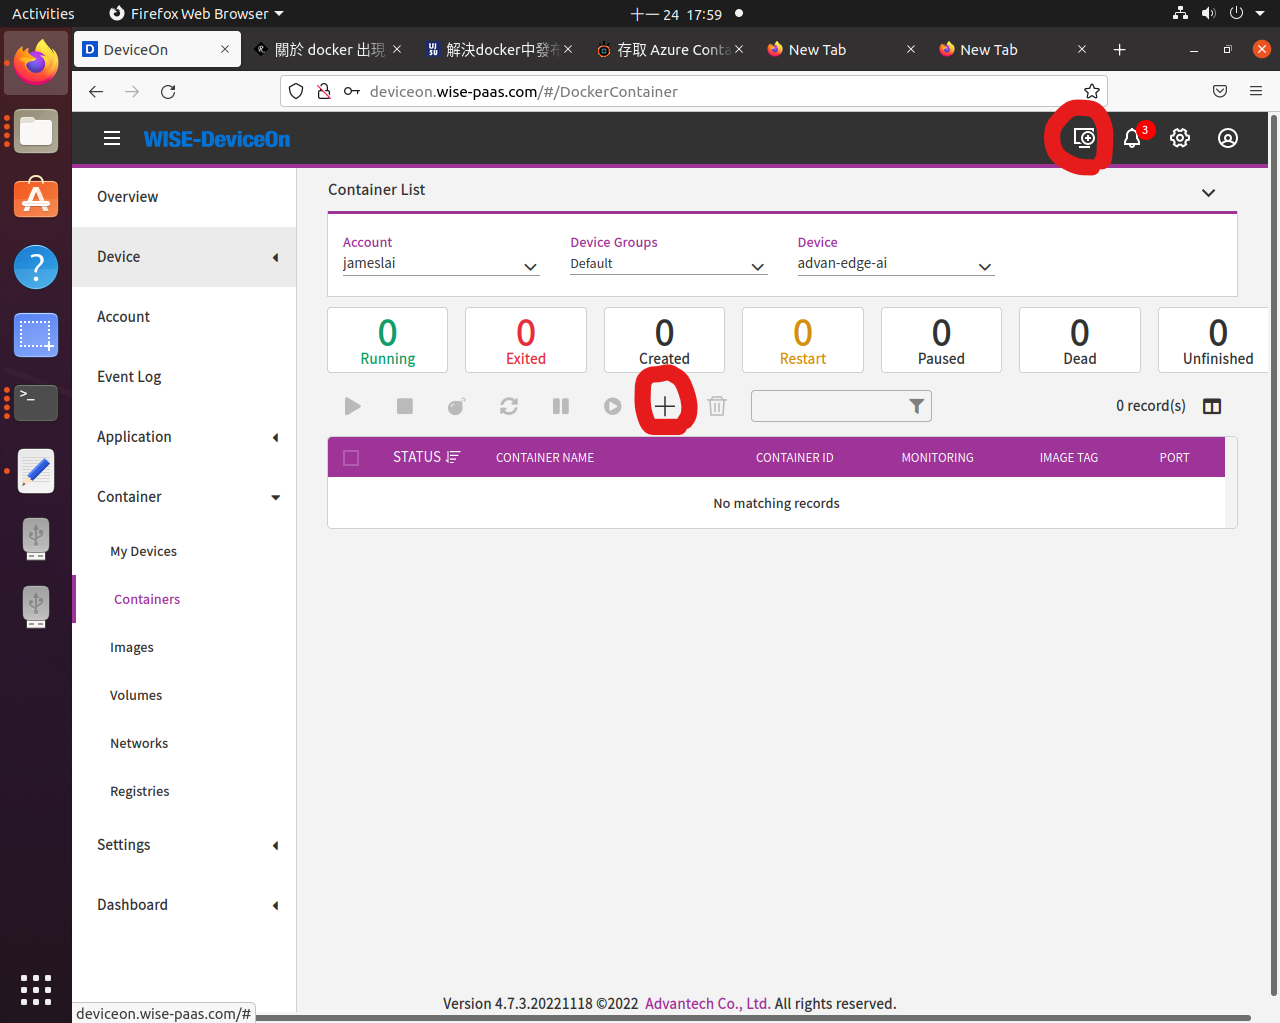 Activities
Firefox Web Browser
十一 24 17:59
DeviceOn
關於 docker 出現
解決docker中發布
存取 Azure Conta
New Tab
New Tab
deviceon.wise-paas.com/#/DockerContainer
WISE-DeviceOn
3
Overview
Device
Account
Event Log
Application
Container
My Devices
Containers
Images
Volumes
Networks
Registries
Settings
Dashboard
Container List
Account
jameslai
Device Groups
Default
Device
advan-edge-ai
0
Running
0
Exited
0
Created
0
Restart
0
Paused
0
Dead
0
Unfinished
0 record(s)
STATUS CONTAINER NAME CONTAINER ID MONITORING IMAGE TAG PORT
No matching records
Version 4.7.3.20221118 ©2022 Advantech Co., Ltd. All rights reserved.
deviceon.wise-paas.com/#